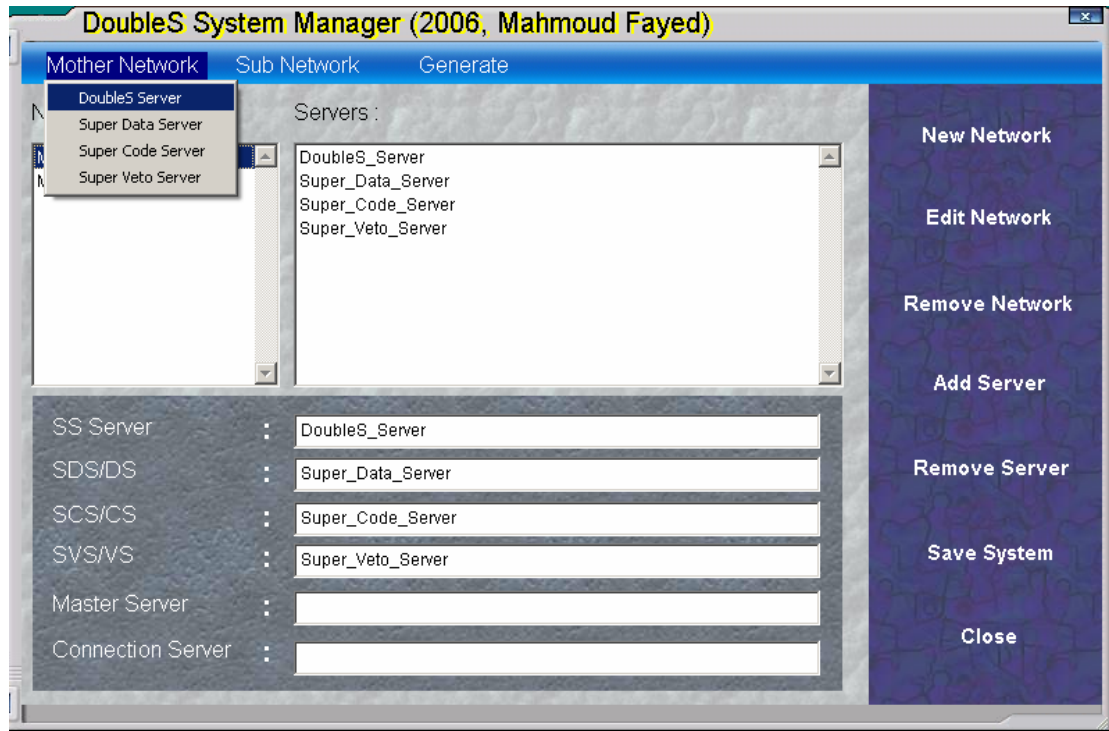 DoubleS System Manager (2006, Mahmoud Fayed)
Mother Network Sub Network Generate
DoubleS Server
Super Data Server
Super Code Server
Super Veto Server
Servers :
DoubleS_Server
Super_Data_Server
Super_Code_Server
Super_Veto_Server
SS Server : DoubleS_Server
SDS/DS : Super_Data_Server
SCS/CS : Super_Code_Server
SVS/VS : Super_Veto_Server
Master Server :
Connection Server :
New Network
Edit Network
Remove Network
Add Server
Remove Server
Save System
Close